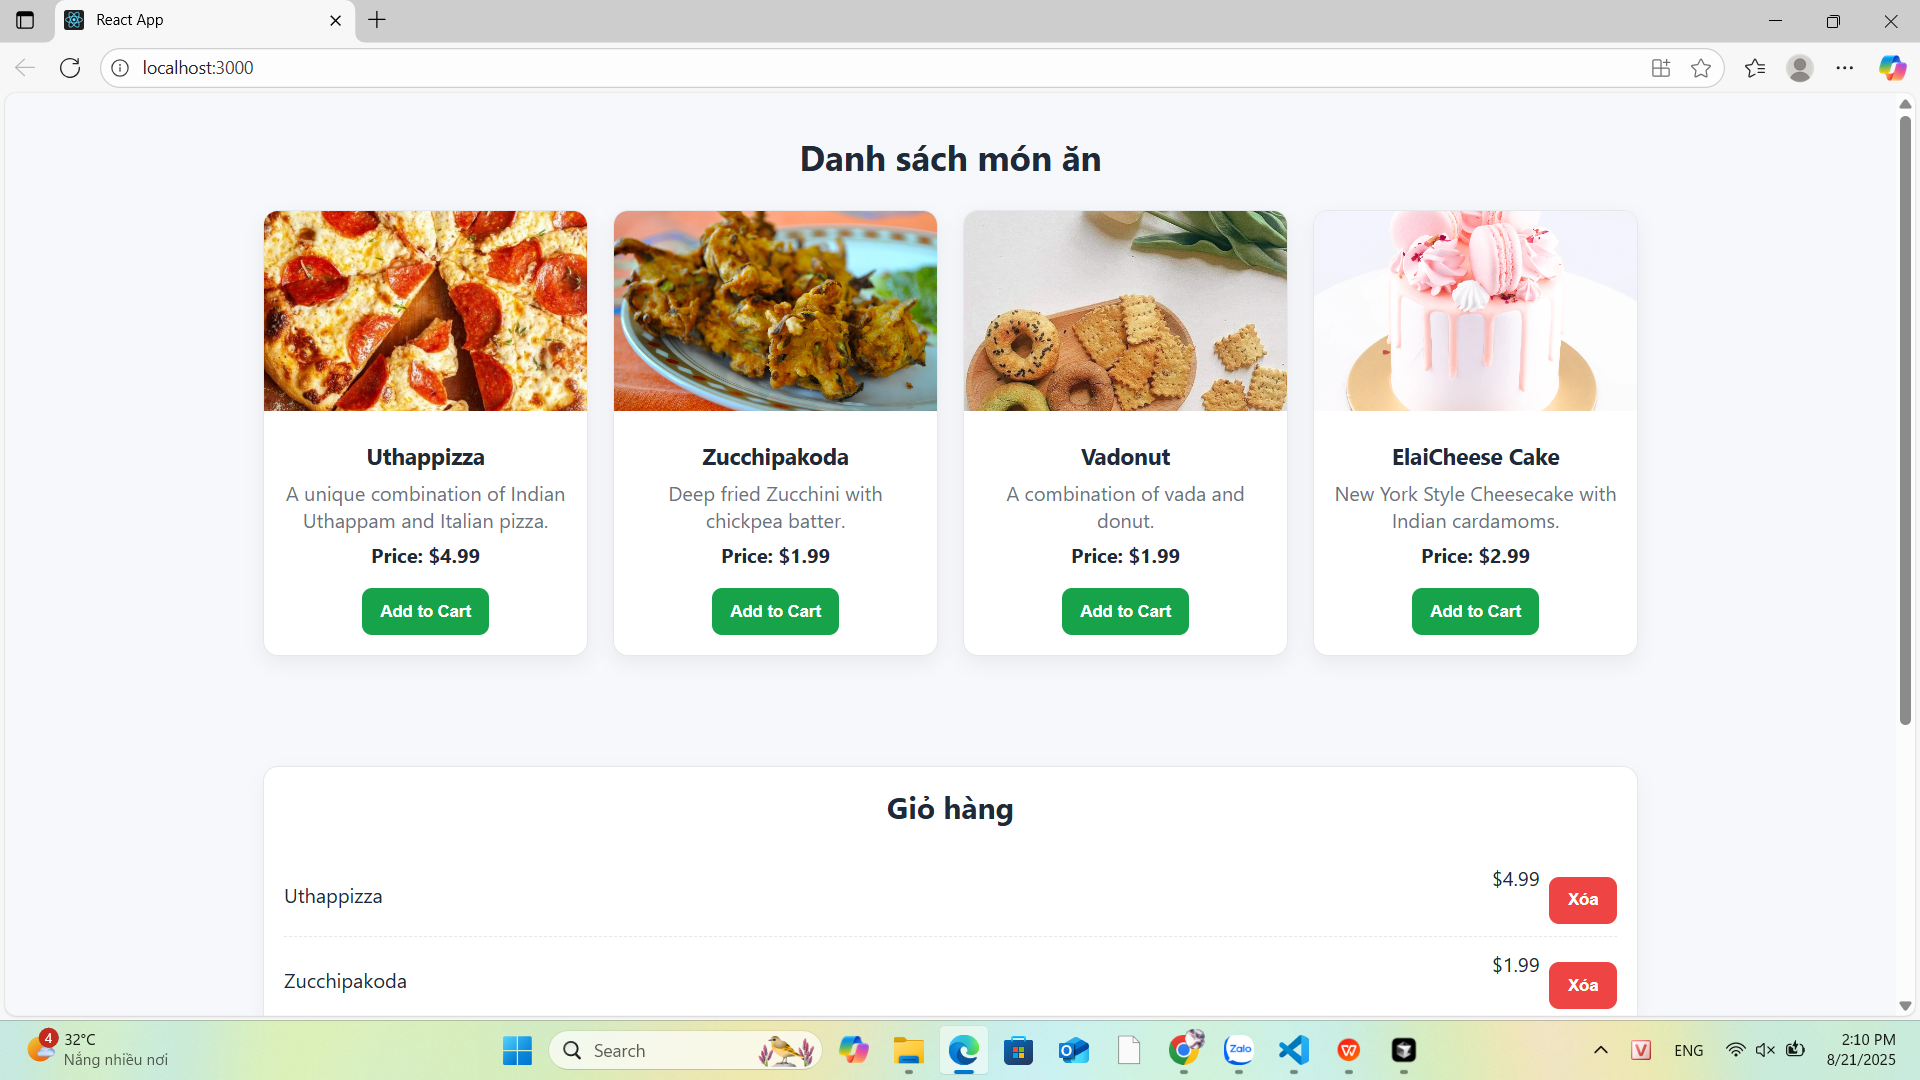 React App
localhost:3000
Danh sách món ăn
Uthappizza
A unique combination of Indian
Uthappam and Italian pizza.
Price: $4.99
Add to Cart
Zucchipakoda
Deep fried Zucchini with
chickpea batter.
Price: $1.99
Add to Cart
Vadonut
A combination of vada and
donut.
Price: $1.99
Add to Cart
ElaiCheese Cake
New York Style Cheesecake with
Indian cardamoms.
Price: $2.99
Add to Cart
Giỏ hàng
Uthappizza
$4.99
Xóa
Zucchipakoda
$1.99
Xóa
4
32°C
Nắng nhiều nơi
Search
Zalo
V
ENG
2:10 PM
8/21/2025